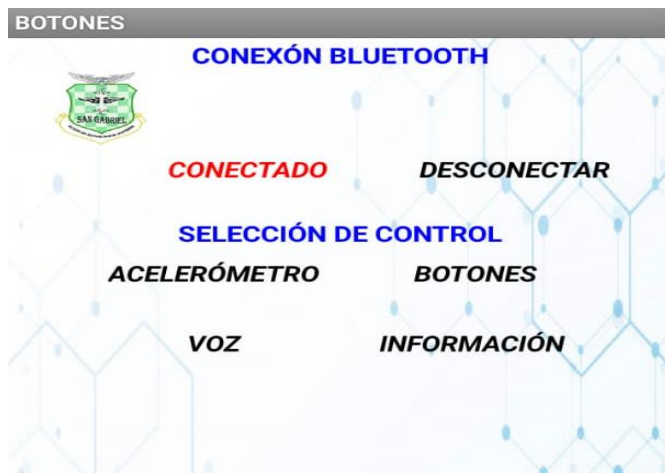 BOTONES
CONEXÓN BLUETOOTH
SAN GABRIEL
CONECTADO DESCONECTAR
SELECCIÓN DE CONTROL
ACELERÓMETRO BOTONES
VOZ INFORMACIÓN